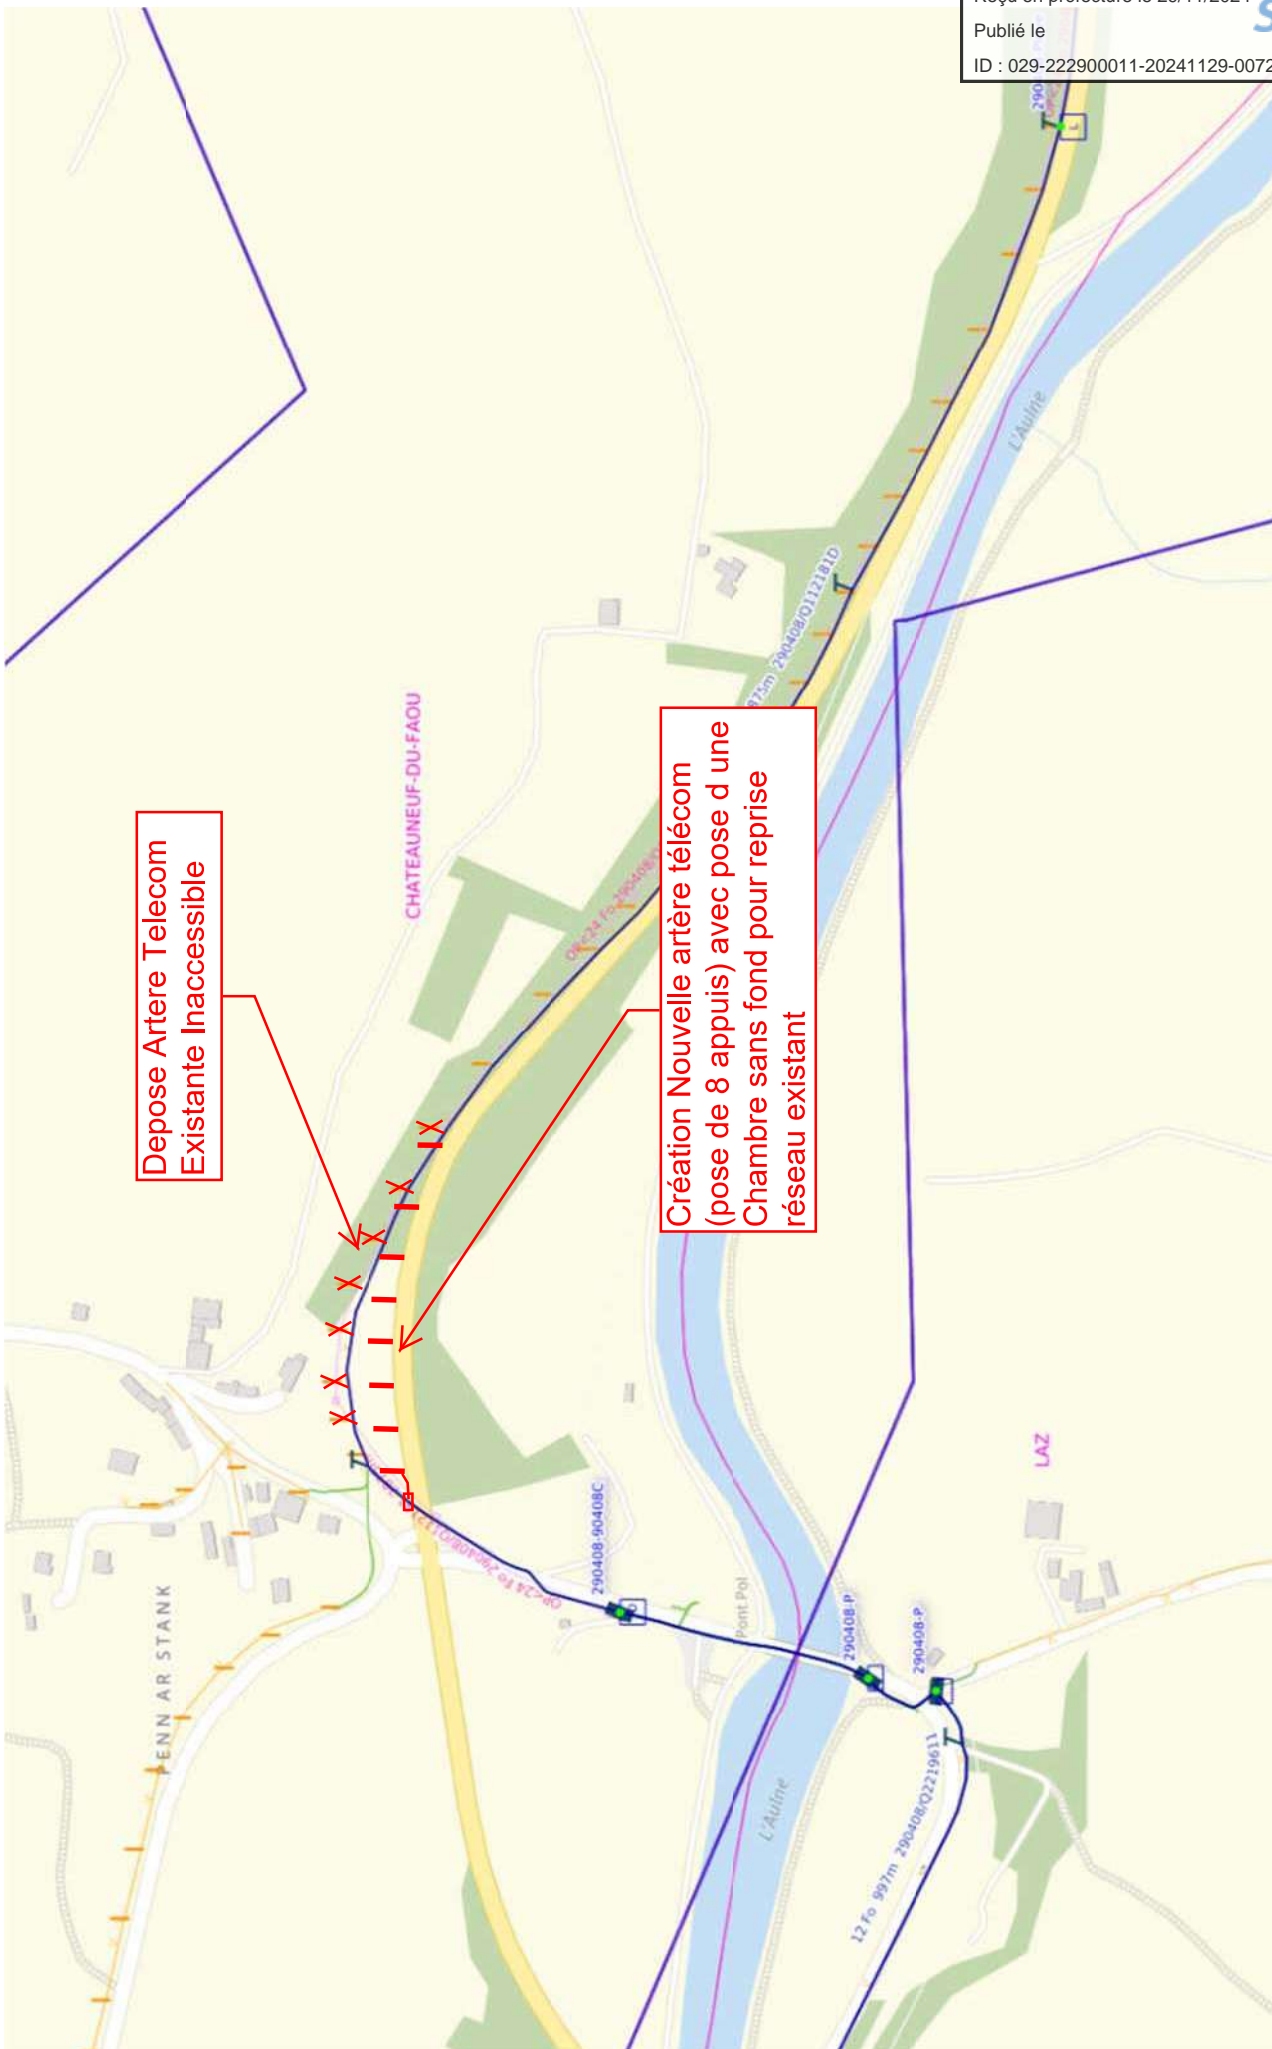 Publié le
ID : 029-222900011-20241129-0072
Depose Artere Telecom
Existante Inaccessible
CHATEAUNEUF-DU-FAOU
875m 290408/Q112181D
L'Aulne
Création Nouvelle artère télécom
(pose de 8 appuis) avec pose d une
Chambre sans fond pour reprise
réseau existant
290408-90408C
PENN AR STANK
Pont Pol
290408-P
290408-P
LAZ
L'Aulne
12 Fo 997m 290408/Q2219611